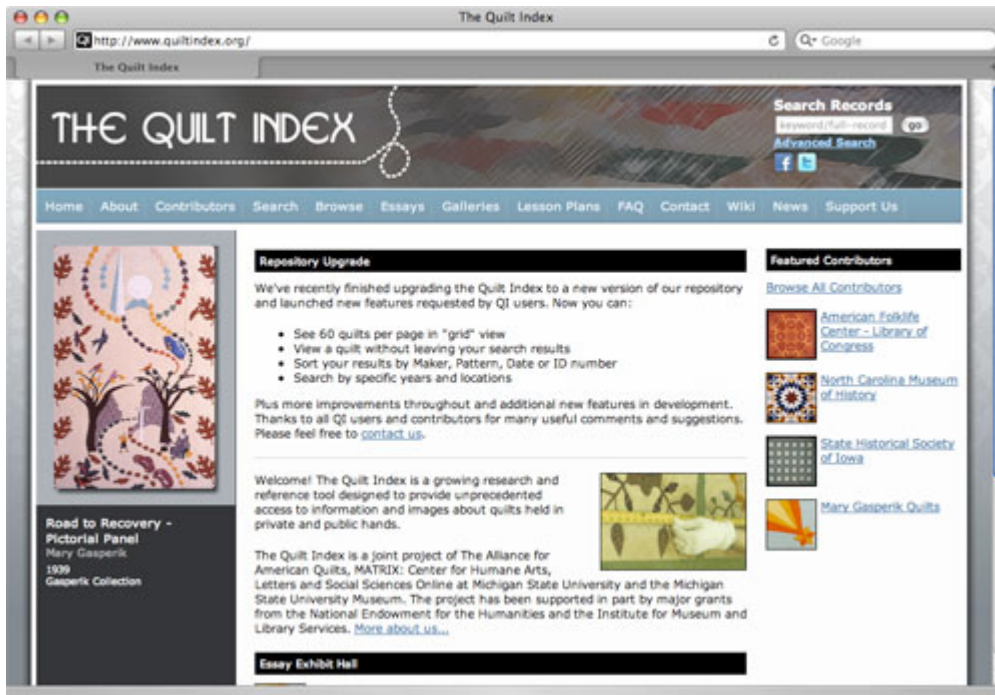 The Quilt Index
http://www.quiltindex.org/
Google
The Quilt Index
THE QUILT INDEX
Search Records
keyword/full-record
go
Advanced Search
Home About Contributors Search Browse Essays Galleries Lesson Plans FAQ Contact Wiki News Support Us
Road to Recovery -
Pictorial Panel
Mary Gasperik
1939
Gasperik Collection
Repository Upgrade
We've recently finished upgrading the Quilt Index to a new version of our repository
and launched new features requested by QI users. Now you can:
• See 60 quilts per page in "grid" view
• View a quilt without leaving your search results
• Sort your results by Maker, Pattern, Date or ID number
• Search by specific years and locations
Plus more improvements throughout and additional new features in development.
Thanks to all QI users and contributors for many useful comments and suggestions.
Please feel free to contact us.
Welcome! The Quilt Index is a growing research and
reference tool designed to provide unprecedented
access to information and images about quilts held in
private and public hands.
The Quilt Index is a joint project of The Alliance for
American Quilts, MATRIX: Center for Humane Arts,
Letters and Social Sciences Online at Michigan State University and the Michigan
State University Museum. The project has been supported in part by major grants
from the National Endowment for the Humanities and the Institute for Museum and
Library Services. More about us...
Essay Exhibit Hall
Featured Contributors
Browse All Contributors
American Folklife
Center - Library of
Congress
North Carolina Museum
of History
State Historical Society
of Iowa
Mary Gasperik Quilts